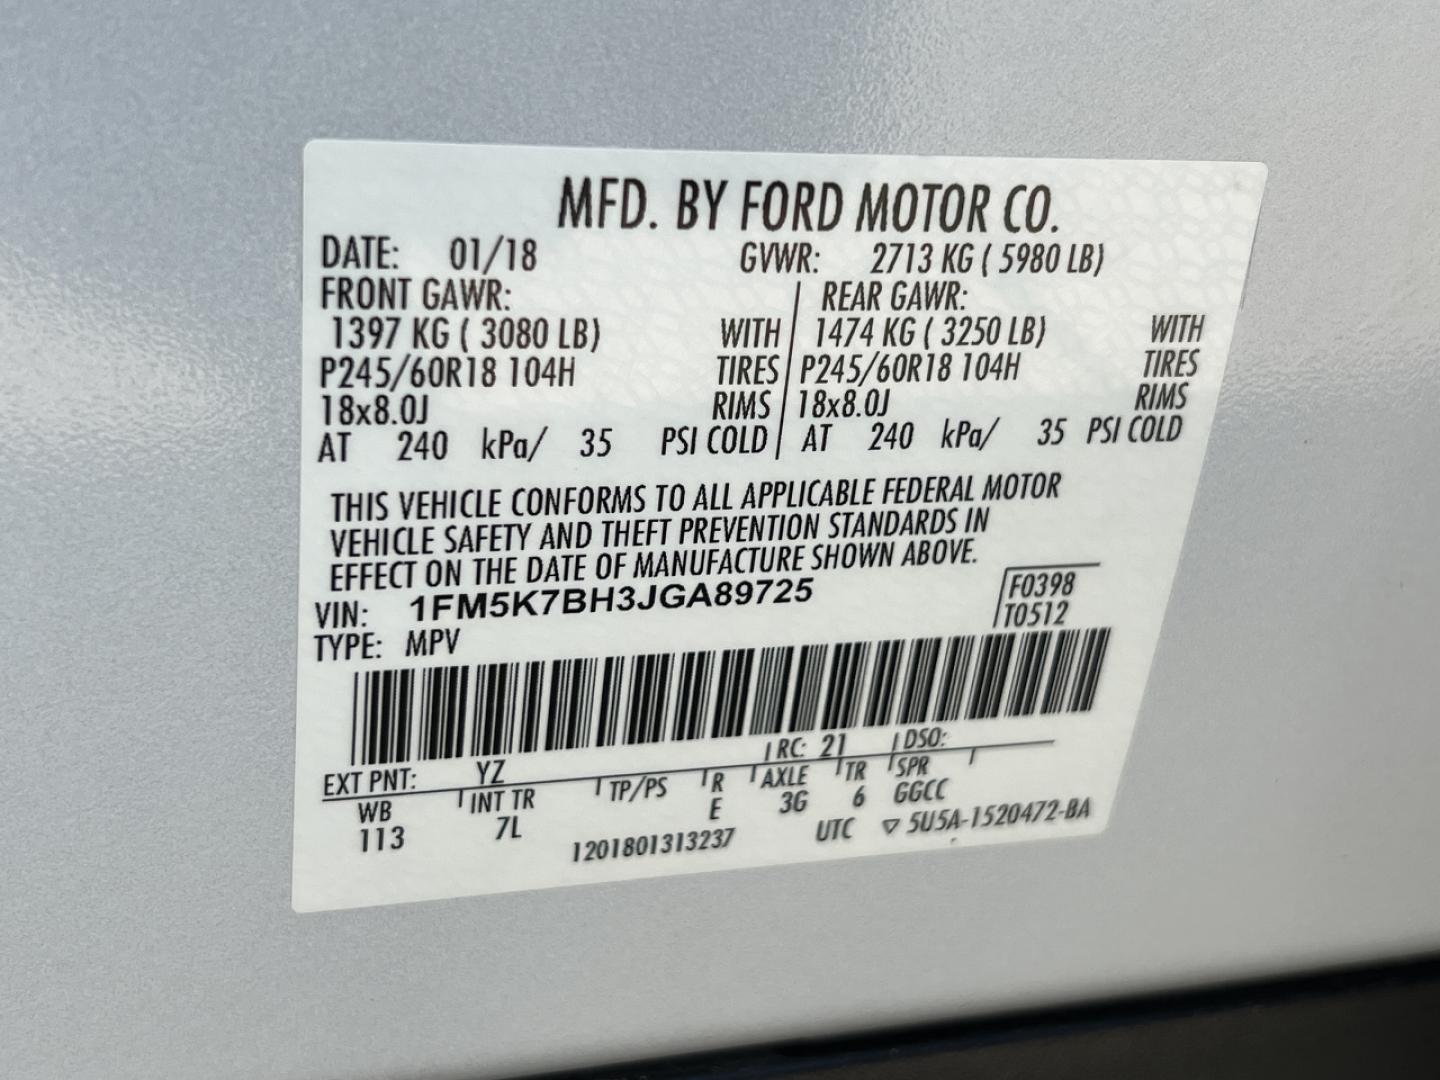 MFD. BY FORD MOTOR CO.
DATE: 01/18 GVWR: 2713 KG ( 5980 LB)
FRONT GAWR: REAR GAWR:
1397 KG ( 3080 LB) WITH 1474 KG ( 3250 LB) WITH
P245/60R18 104H TIRES P245/60R18 104H TIRES
18x8.0J RIMS 18x8.0J RIMS
AT 240 kPa/ 35 PSI COLD AT 240 kPa/ 35 PSI COLD
THIS VEHICLE CONFORMS TO ALL APPLICABLE FEDERAL MOTOR
VEHICLE SAFETY AND THEFT PREVENTION STANDARDS IN
EFFECT ON THE DATE OF MANUFACTURE SHOWN ABOVE.
VIN: 1FM5K7BH3JGA89725 F0398
TYPE: MPV T0512
EXT PNT: YZ RC: 21 DSO:
WB INT TR TP/PS R AXLE TR SPR
113 7L E 3G 6 GGCC
1201801313237 UTC ▽ 5U5A-1520472-BA